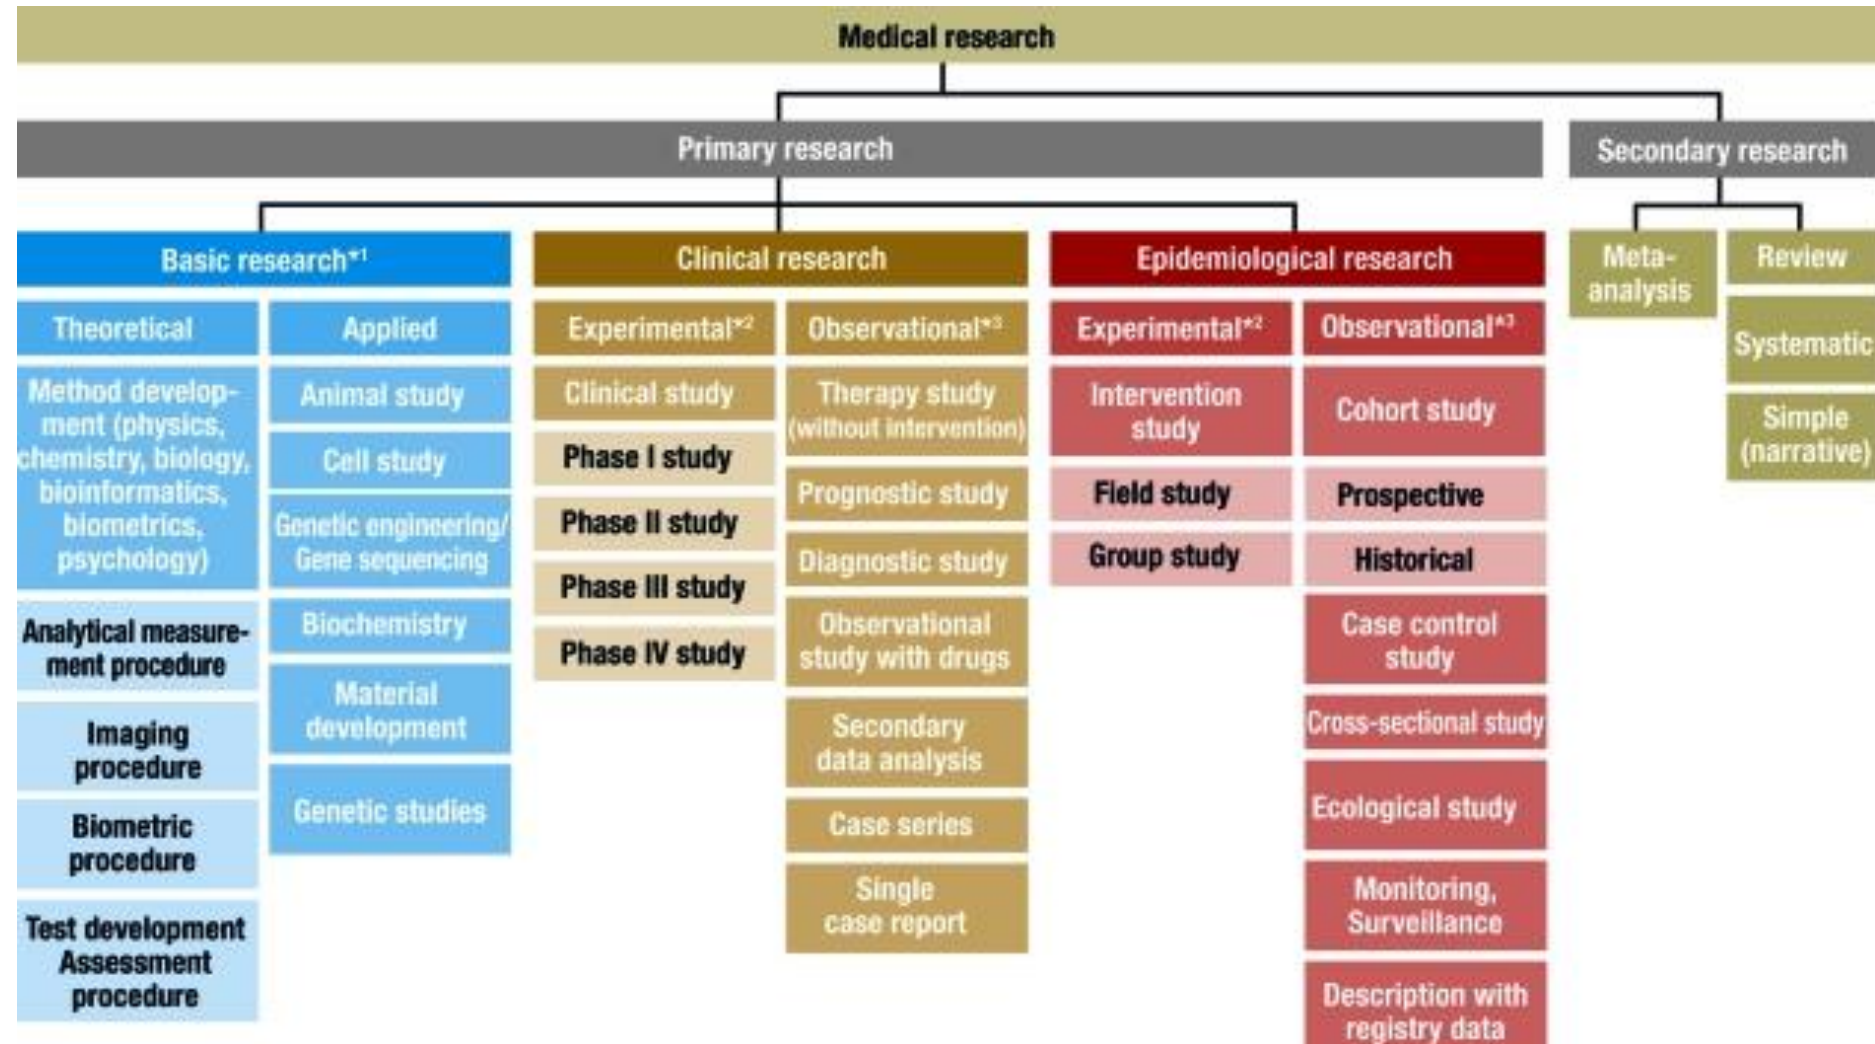 Medical research
Primary research
Secondary research
Basic research*1
Clinical research
Epidemiological research
Meta-
analysis
Review
Theoretical
Applied
Experimental*2
Observational*3
Experimental*2
Observational*3
Systematic
Simple
(narrative)
Method develop-
ment (physics,
chemistry, biology,
bioinformatics,
biometrics,
psychology)
Analytical measure-
ment procedure
Imaging
procedure
Biometric
procedure
Test development
Assessment
procedure
Animal study
Cell study
Genetic engineering/
Gene sequencing
Biochemistry
Material
development
Genetic studies
Clinical study
Phase I study
Phase II study
Phase III study
Phase IV study
Therapy study
(without intervention)
Prognostic study
Diagnostic study
Observational
study with drugs
Secondary
data analysis
Case series
Single
case report
Intervention
study
Field study
Group study
Cohort study
Prospective
Historical
Case control
study
Cross-sectional study
Ecological study
Monitoring,
Surveillance
Description with
registry data